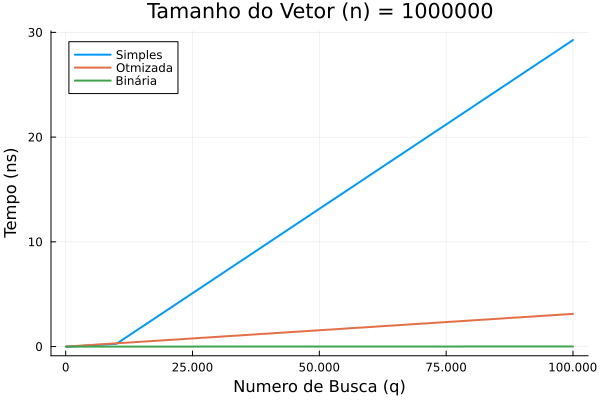 Tamanho do Vetor (n) = 1000000
Simples
Otmizada
Binária
Tempo (ns)
30
20
10
0
0
25.000
50.000
75.000
100.000
Numero de Busca (q)